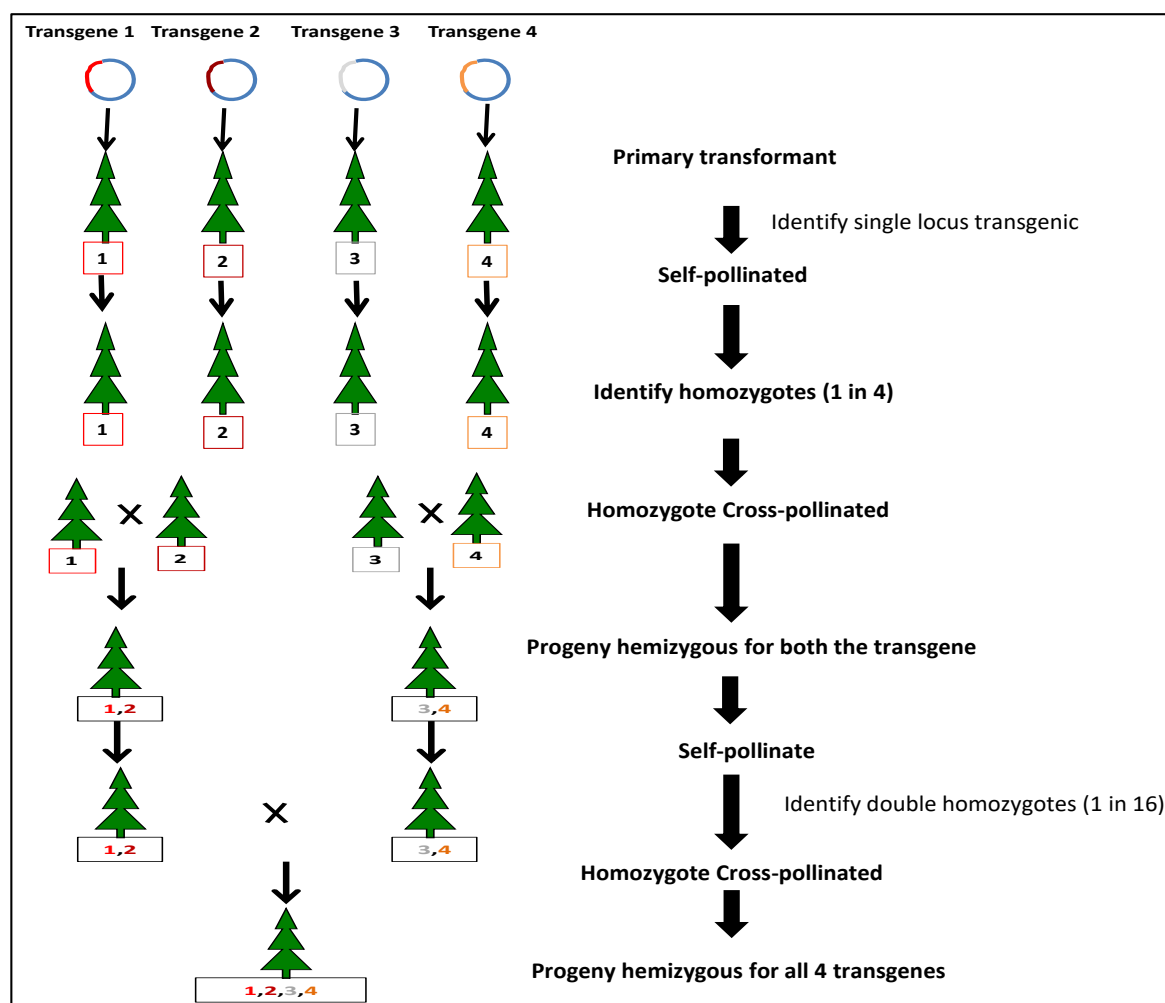 Transgene 1 Transgene 2 Transgene 3 Transgene 4
Primary transformant
Identify single locus transgenic
1 2 3 4
Self-pollinated
Identify homozygotes (1 in 4)
1 2 3 4
X X
Homozygote Cross-pollinated
1 2 3 4
Progeny hemizygous for both the transgene
1,2 3,4
Self-pollinate
Identify double homozygotes (1 in 16)
X
1,2 3,4
Homozygote Cross-pollinated
Progeny hemizygous for all 4 transgenes
1,2,3,4